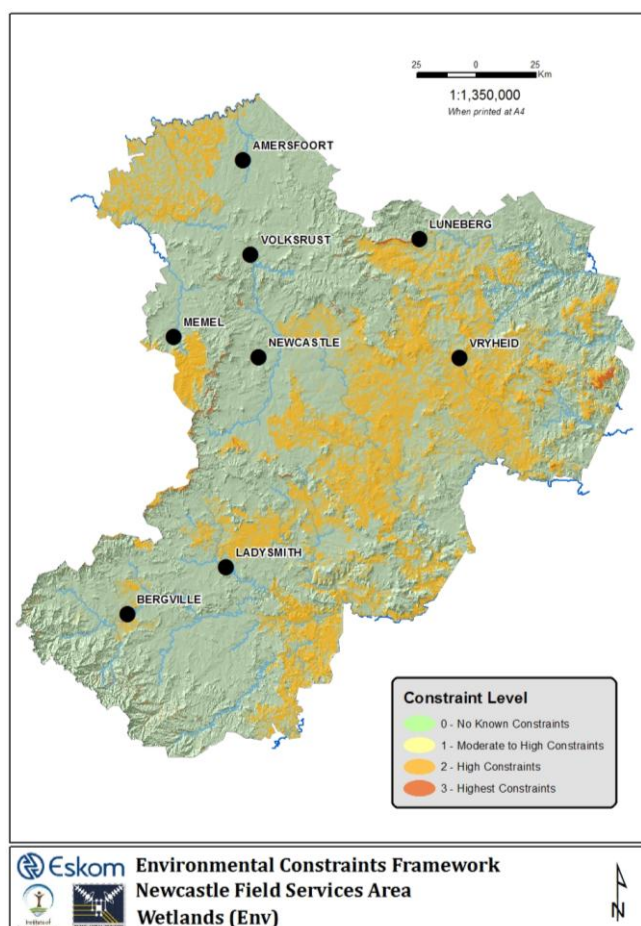 25 0 25
Km
1:1,350,000
When printed at A4
AMERSFOORT
LUNEBERG
VOLKSRUST
MEMEL
NEWCASTLE
VRYHEID
LADYSMITH
BERGVILLE
Constraint Level
0 - No Known Constraints
1 - Moderate to High Constraints
2 - High Constraints
3 - Highest Constraints
Eskom
Environmental Constraints Framework
Newcastle Field Services Area
Wetlands (Env)
N